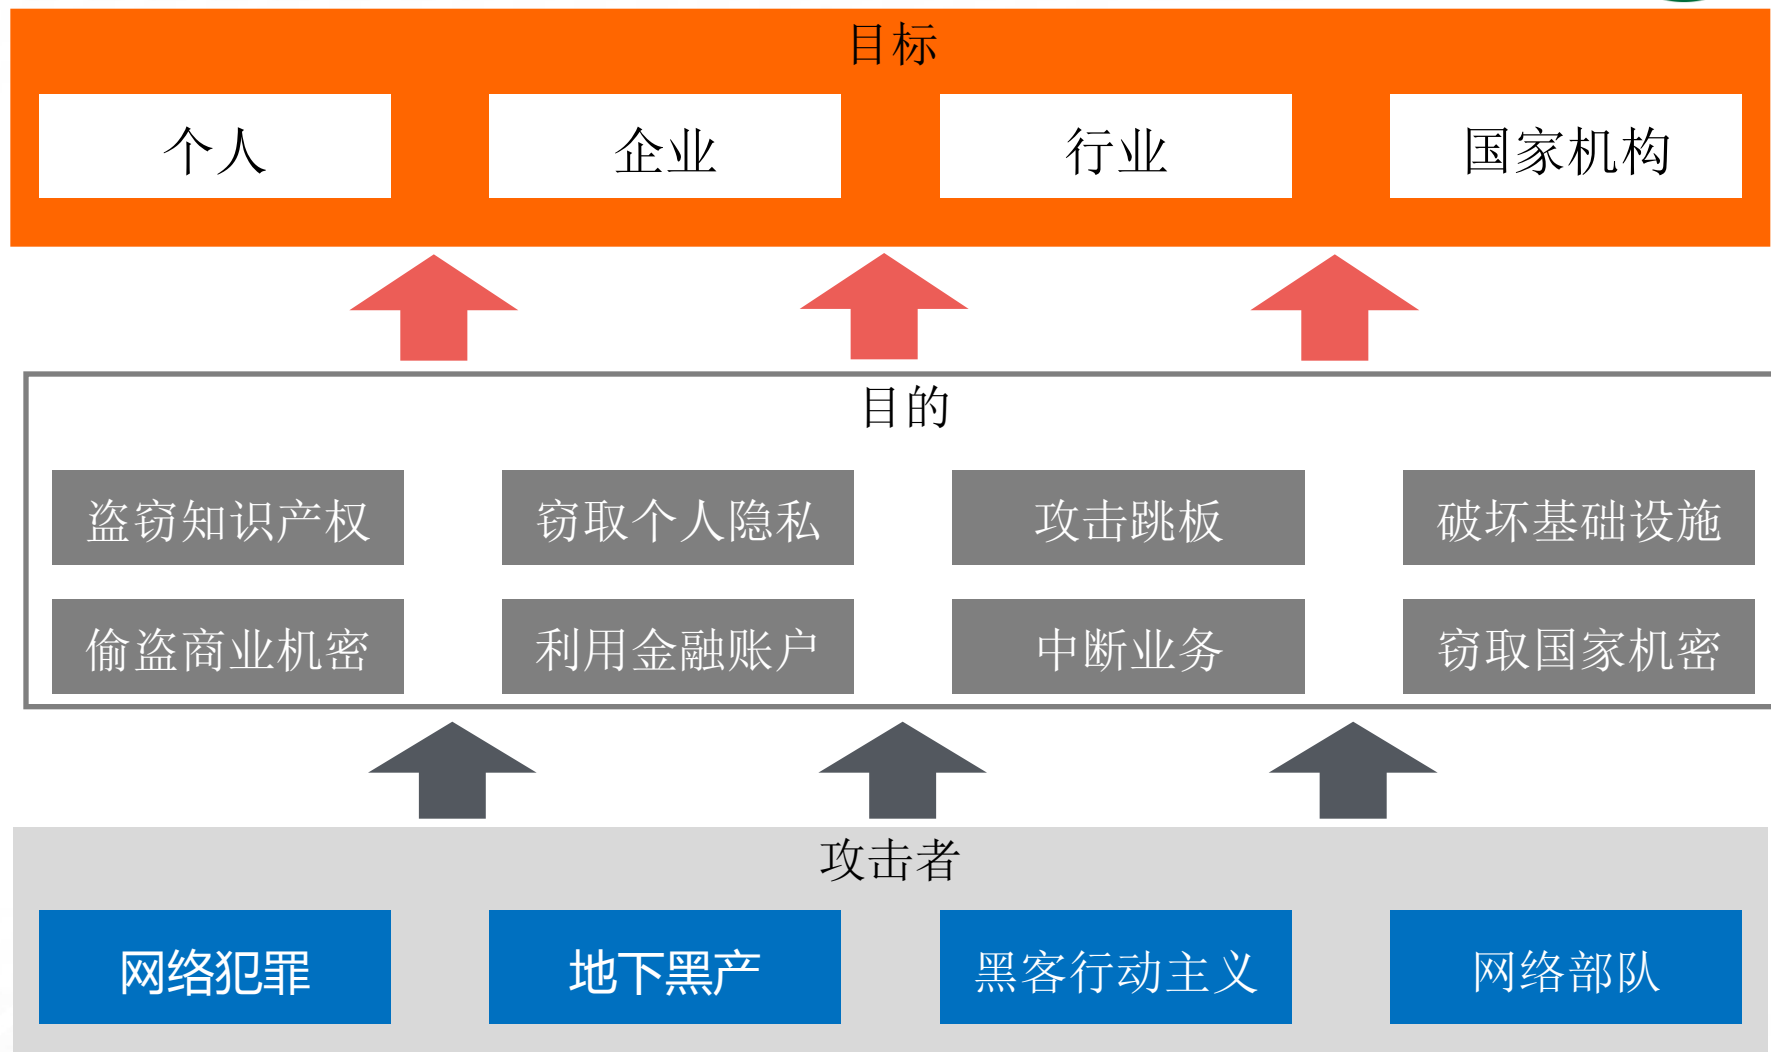 目标
个人
企业
行业
国家机构
目的
盗窃知识产权
窃取个人隐私
攻击跳板
破坏基础设施
偷盗商业机密
利用金融账户
中断业务
窃取国家机密
攻击者
网络犯罪
地下黑产
黑客行动主义
网络部队